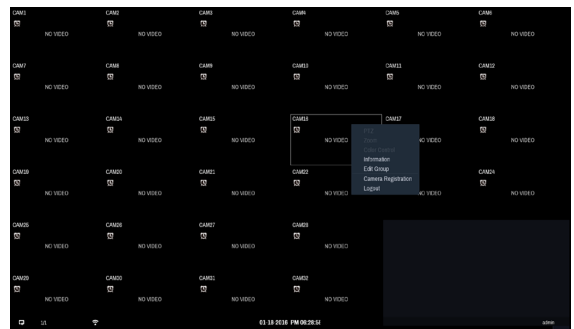 CAM1 CAM2 CAM3 CAM4 CAM5 CAM6
NO VIDEO NO VIDEO NO VIDEO NO VIDEO NO VIDEO NO VIDEO
CAM7 CAM8 CAM9 CAM10 CAM11 CAM12
NO VIDEO NO VIDEO NO VIDEO NO VIDEO NO VIDEO NO VIDEO
CAM13 CAM14 CAM15 CAM16 CAM17 CAM18
NO VIDEO NO VIDEO NO VIDEO NO VIDEO NO VIDEO NO VIDEO
PTZ
Zoom
Color Control
Information
Edit Group
Camera Registration
Logout
CAM19 CAM20 CAM21 CAM22 CAM24
NO VIDEO NO VIDEO NO VIDEO NO VIDEO NO VIDEO NO VIDEO
CAM25 CAM26 CAM27 CAM28
NO VIDEO NO VIDEO NO VIDEO NO VIDEO
CAM29 CAM30 CAM31 CAM32
NO VIDEO NO VIDEO NO VIDEO NO VIDEO
1/1 01-18-2016 PM 06:28:51 admin